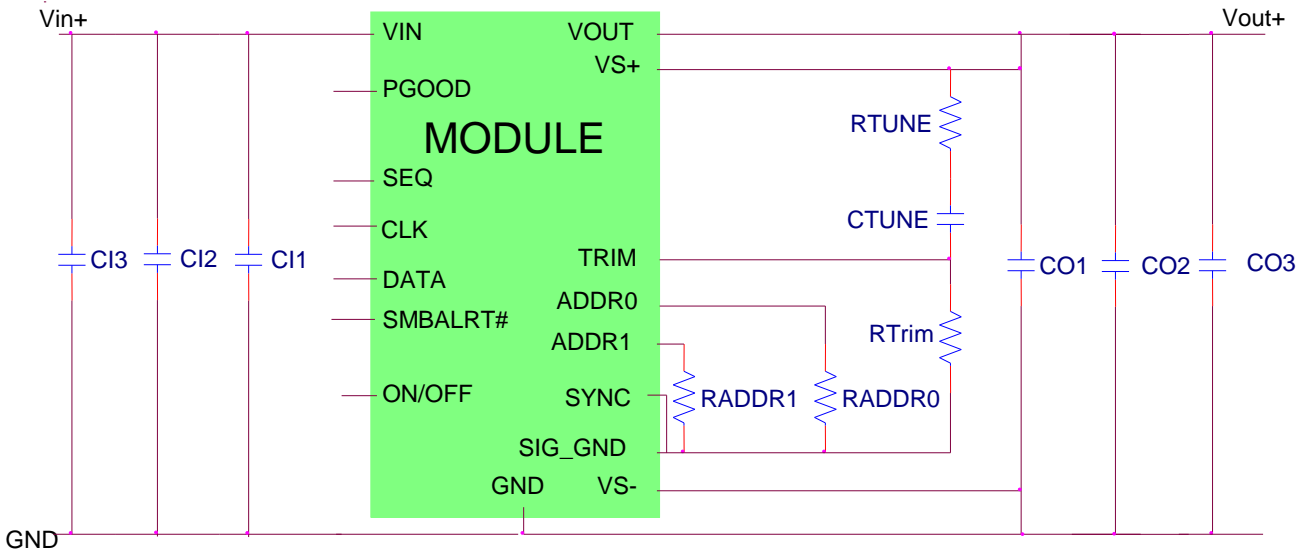 Vin+
Vout+
VIN
VOUT
VS+
PGOOD
RTUNE
MODULE
SEQ
CTUNE
CLK
CI3
CI2
CI1
TRIM
CO1
CO2
CO3
DATA
ADDR0
SMBALRT#
ADDR1
RTrim
ON/OFF
SYNC
RADDR1
RADDR0
SIG_GND
GND
VS-
GND